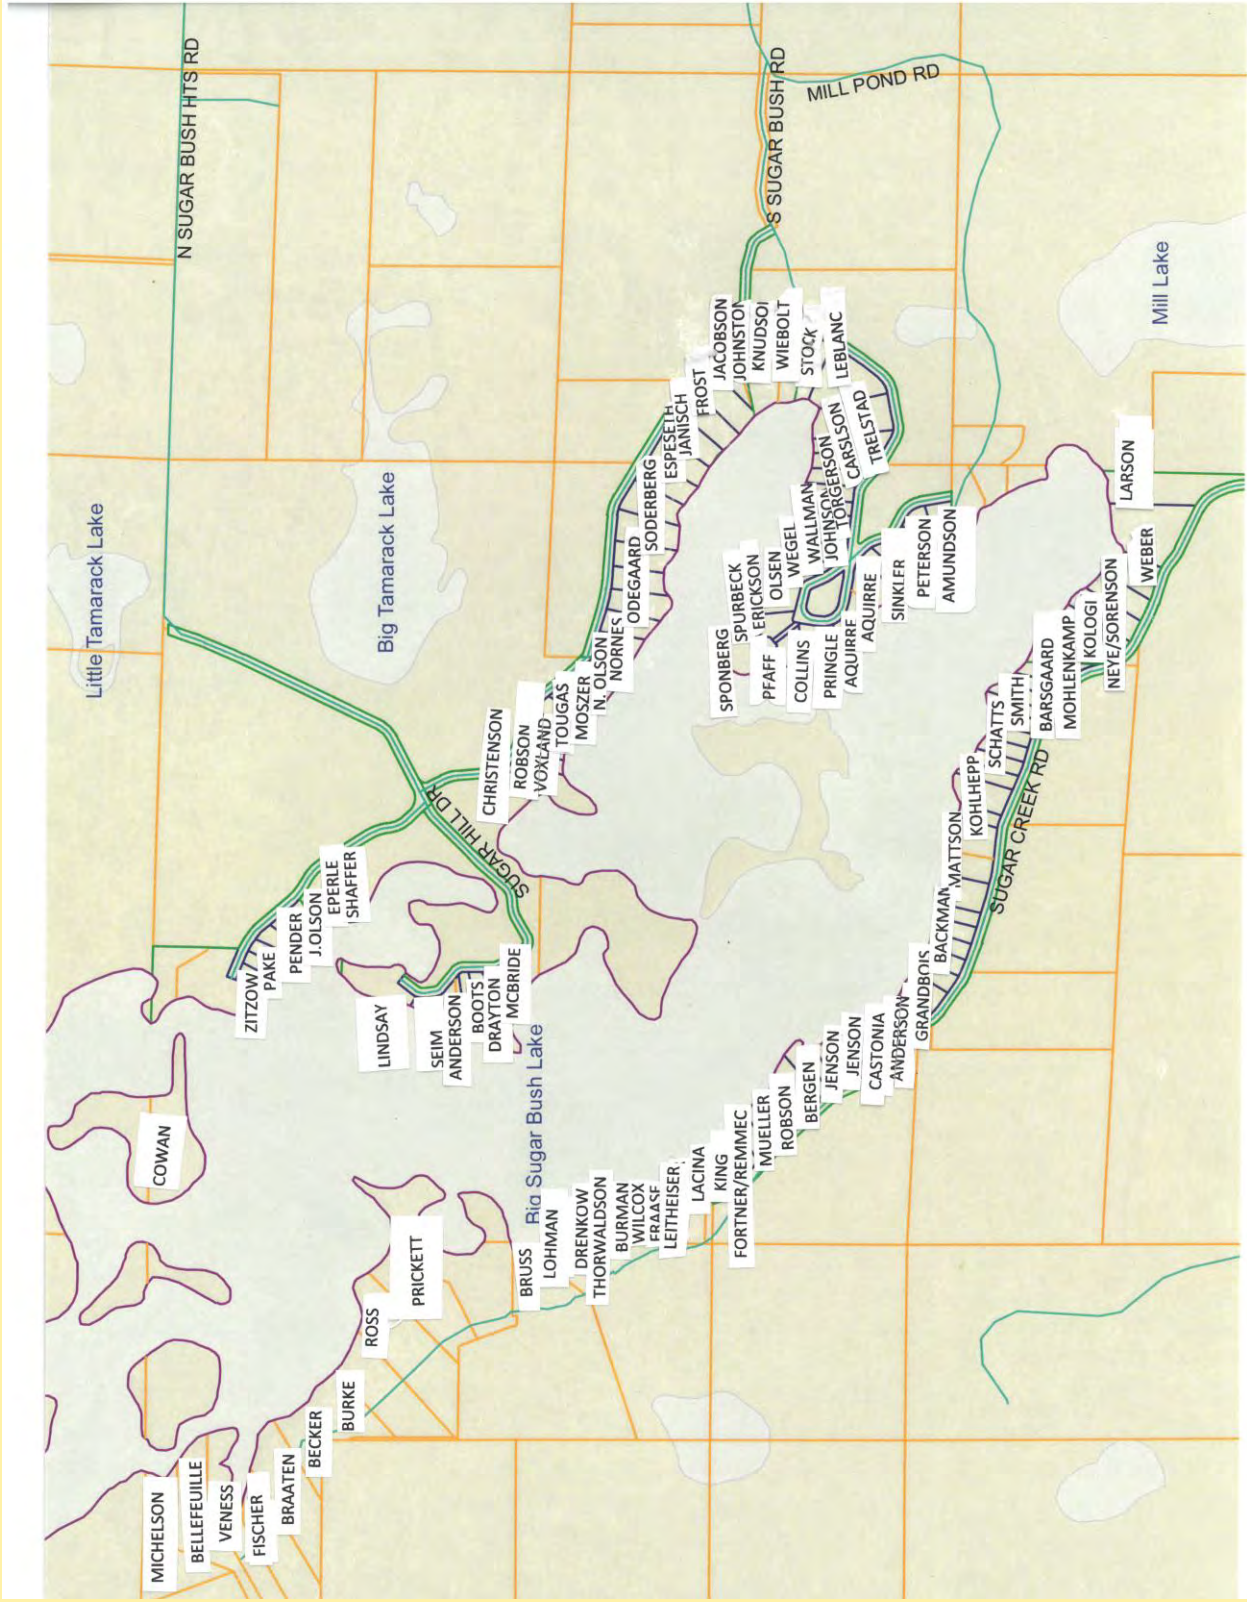 N SUGAR BUSH HTS RD
S SUGAR BUSH RD
MILL POND RD
Little Tamarack Lake
Big Tamarack Lake
Mill Lake
JACOBSON
JOHNSTON
WIEBOLT
STOCK
LEBLANC
FROST
JANISCH
ESPESETH
SODERBERG
ODEGAARD
NORNES
N. OLSON
MOSZER
TOUGAS
VOXLAND
ROBSON
CHRISTENSON
TRELSTAD
CARSLSON
TORGERSON
JOHNSON
WALLMAN
WEGEL
OLSEN
ERICKSON
SPURBECK
SPONBERG
PFAFF
COLLINS
PRINGLE
AQUIRRE
AQUIRRE
SINKLER
PETERSON
AMUNDSON
LARSON
WEBER
NEYE/SORENSON
KOLOGI
MOHLENKAMP
BARSGAARD
SMITH
SCHATTS
KOHLHEPP
MATTSON
BACKMAN
GRANDBOIS
SUGAR CREEK RD
SUGAR HILL DR
EPERLE
SHAFFER
J.OLSON
PENDER
PAKE
ZITZOW
LINDSAY
SEIM
ANDERSON
BOOTS
DRAYTON
MCBRIDE
Big Sugar Bush Lake
ANDERSON
CASTONIA
JENSON
JENSON
BERGEN
ROBSON
MUELLER
FORTNER/REMMEC
KING
LACINA
LEITHEISER
FRAASE
WILCOX
BURMAN
THORWALDSON
DRENKOW
LOHMAN
BRUSS
COWAN
PRICKETT
ROSS
BURKE
BECKER
BRAATEN
FISCHER
VENESS
BELLEFEUILLE
MICHELSON